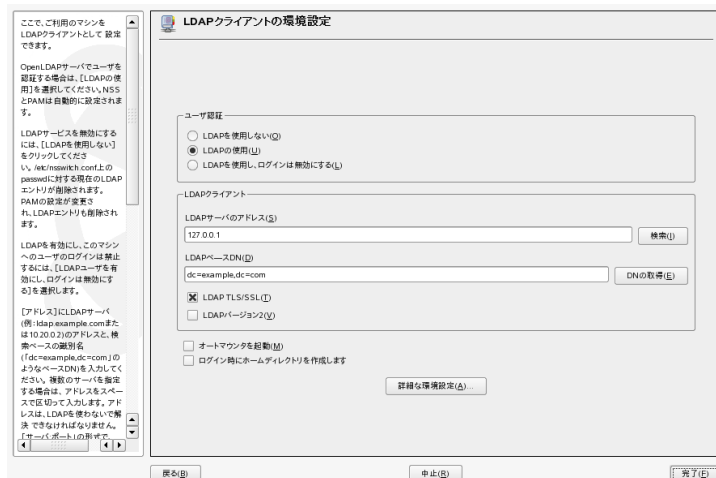 ここで、ご利用のマシンを
LDAPクライアントとして 設定
できます。
OpenLDAPサーバでユーザを
認証する場合は、[LDAPの使
用]を選択してください。NSS
とPAMは自動的に設定されま
す。
LDAPサービスを無効にする
には、[LDAPを使用しない]
をクリックしてくださ
い。/etc/nsswitch.conf上の
passwdに対する現在のLDAP
エントリが削除されます。
PAMの設定が変更さ
れ、LDAPエントリも削除され
ます。
LDAPを有効にし、このマシン
へのユーザのログインは禁止
するには、[LDAPユーザを有
効にし、ログインは無効にす
る]を選択します。
[アドレス]にLDAPサーバ
(例:ldap.example.comまた
は10.20.0.2)のアドレスと、検
索ベースの識別名
(「dc=example,dc=com」の
ようなベースDN)を入力してく
ださい。複数のサーバを指定
する場合は、アドレスをスペー
スで区切って入力します。アド
レスは、LDAPを使わないで解
決 できなければなりません。
「サーバ:ポート」の形式で、
LDAPクライアントの環境設定
ユーザ認証
LDAPを使用しない(O)
LDAPの使用(U)
LDAPを使用し、ログインは無効にする(L)
LDAPクライアント
LDAPサーバのアドレス(S)
127.0.0.1
検索(I)
LDAPベースDN(D)
dc=example,dc=com
DNの取得(E)
LDAP TLS/SSL(T)
LDAPバージョン2(V)
オートマウンタを起動(M)
ログイン時にホームディレクトリを作成します
詳細な環境設定(A)...
戻る(B)
中止(R)
完了(F)